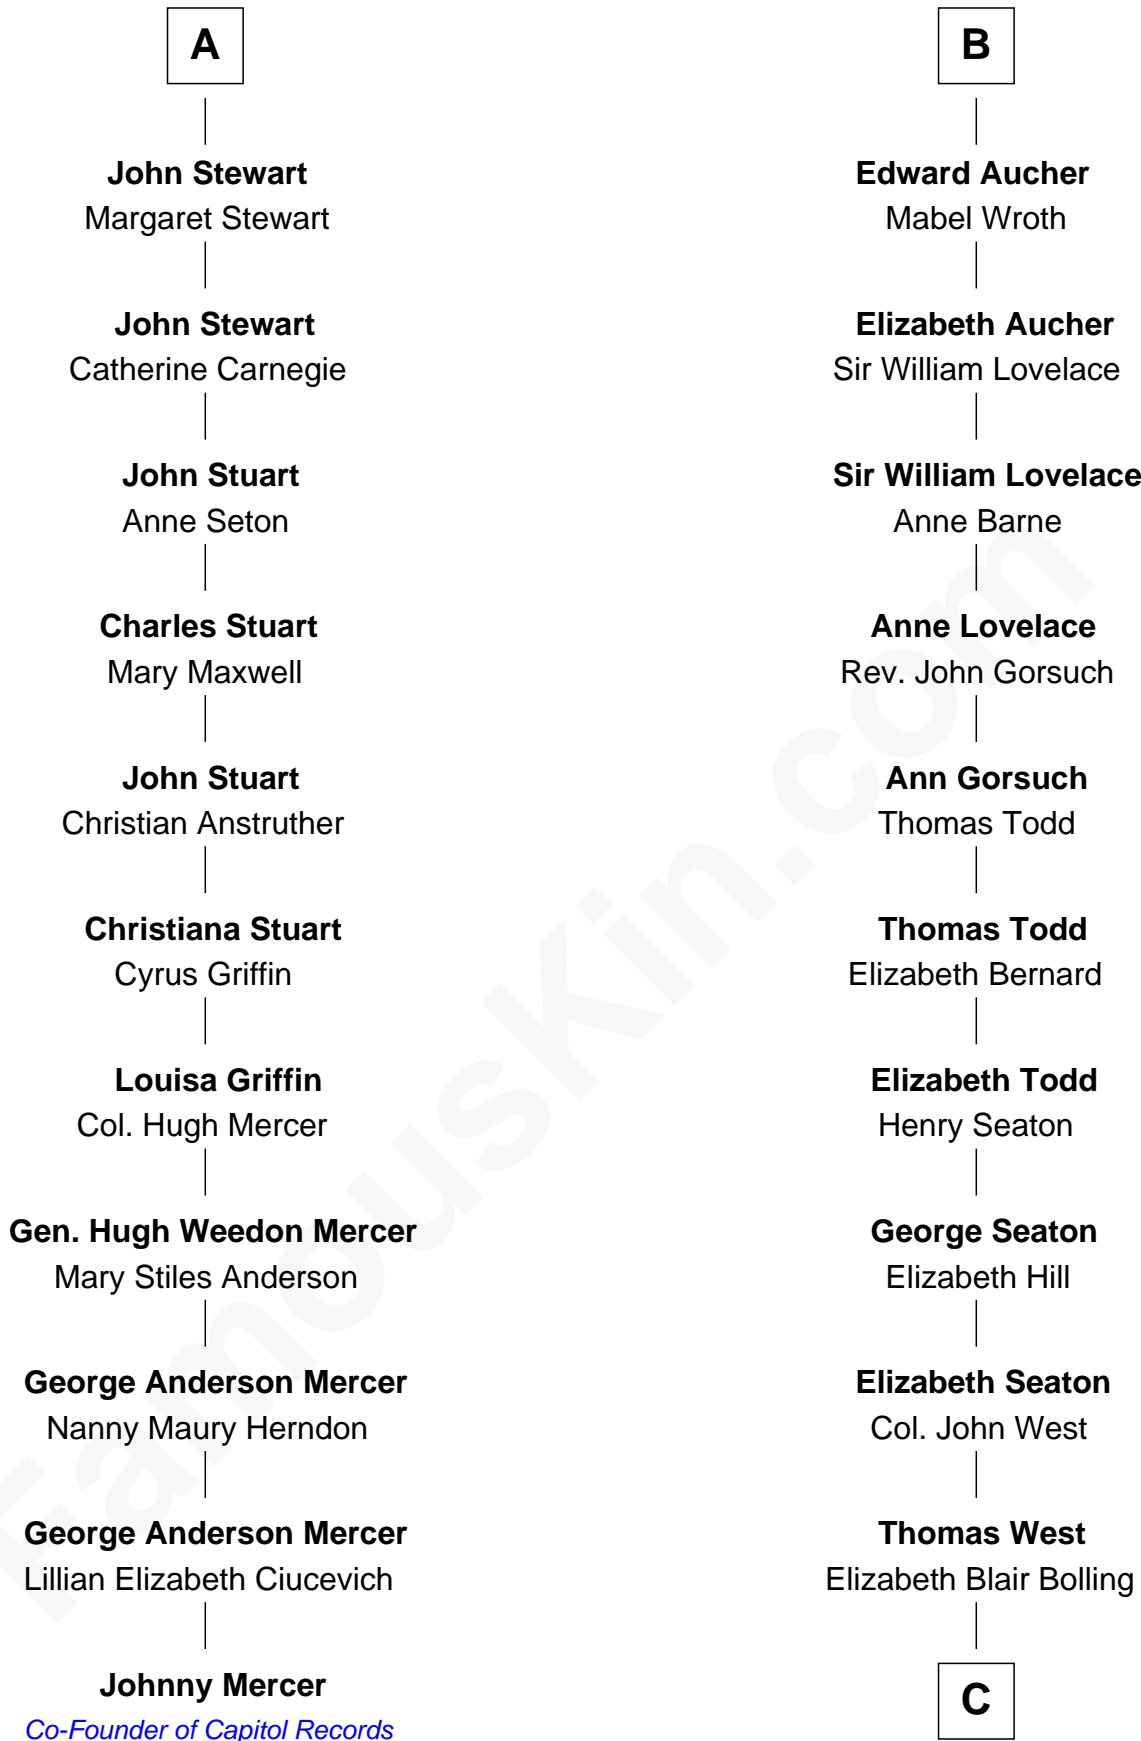 A
John Stewart
Margaret Stewart
John Stewart
Catherine Carnegie
John Stuart
Anne Seton
Charles Stuart
Mary Maxwell
John Stuart
Christian Anstruther
Christiana Stuart
Cyrus Griffin
Louisa Griffin
Col. Hugh Mercer
Gen. Hugh Weedon Mercer
Mary Stiles Anderson
George Anderson Mercer
Nanny Maury Herndon
George Anderson Mercer
Lillian Elizabeth Ciucevich
Johnny Mercer
Co-Founder of Capitol Records
B
Edward Aucher
Mabel Wroth
Elizabeth Aucher
Sir William Lovelace
Sir William Lovelace
Anne Barne
Anne Lovelace
Rev. John Gorsuch
Ann Gorsuch
Thomas Todd
Thomas Todd
Elizabeth Bernard
Elizabeth Todd
Henry Seaton
George Seaton
Elizabeth Hill
Elizabeth Seaton
Col. John West
Thomas West
Elizabeth Blair Bolling
C
FamousKin.com